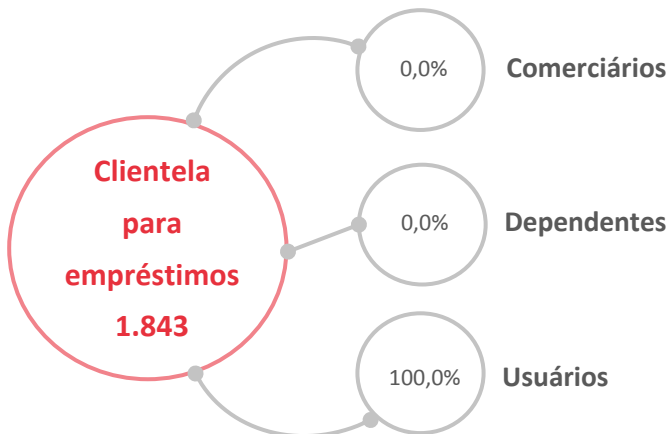 Clientela
para
empréstimos
1.843
0,0%
Comerciários
0,0%
Dependentes
100,0%
Usuários